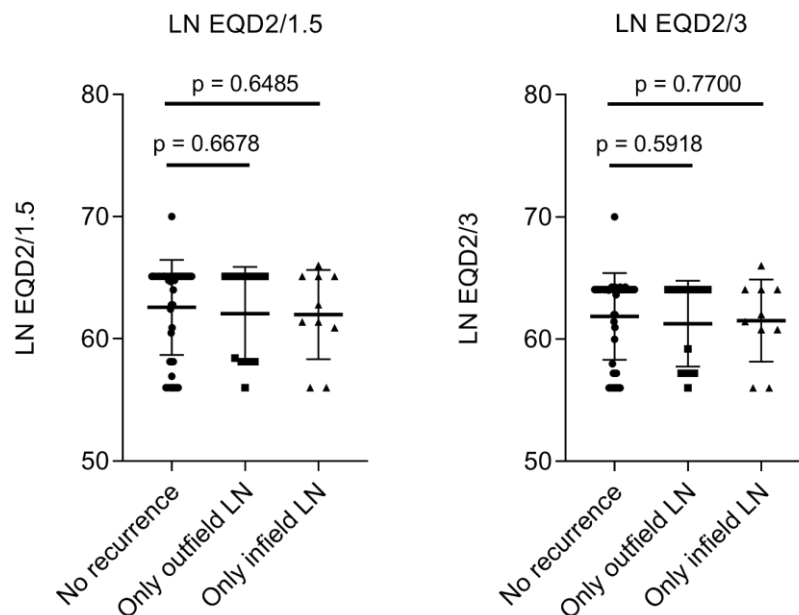 LN EQD2/1.5
p = 0.6485
p = 0.6678
LN EQD2/1.5
80
70
60
50
No recurrence
Only outfield LN
Only infield LN
LN EQD2/3
p = 0.7700
p = 0.5918
LN EQD2/3
80
70
60
50
No recurrence
Only outfield LN
Only infield LN